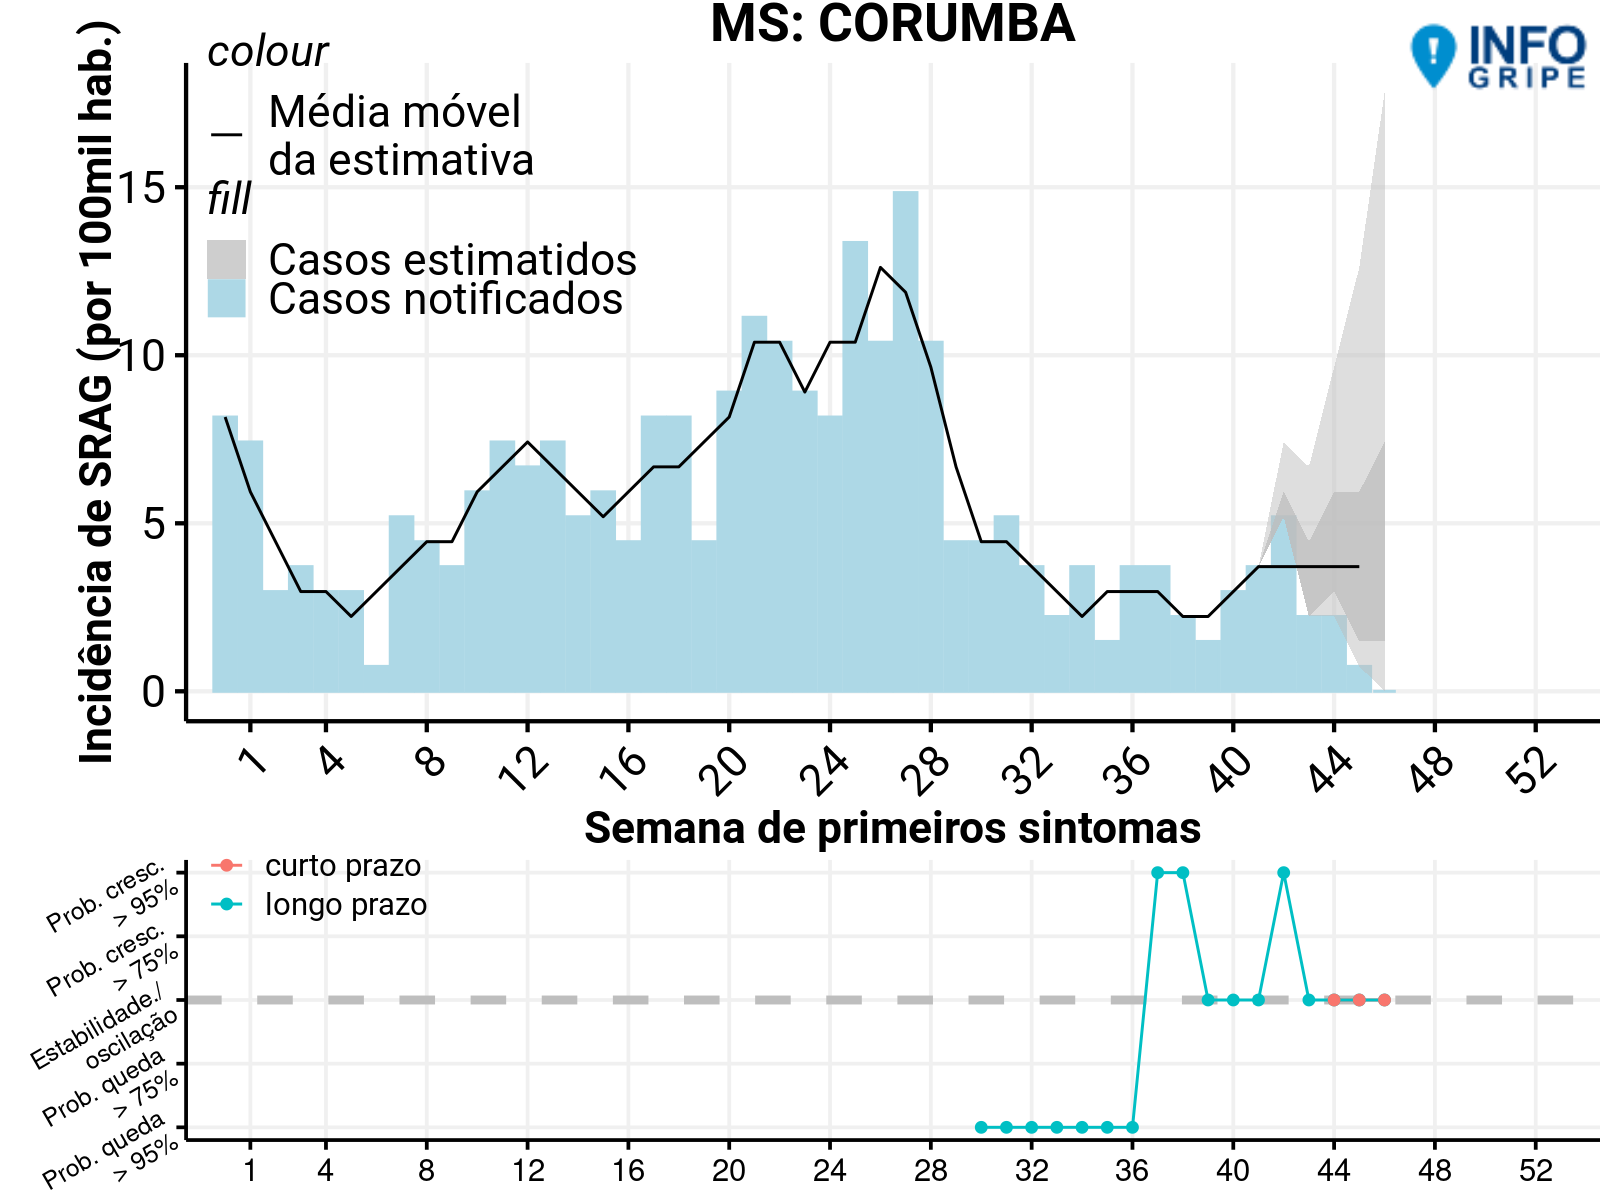 MS: CORUMBA
INFO
GRIPE
colour
Média móvel
da estimativa
fill
Casos estimatidos
Casos notificados
Incidência de SRAG (por 100mil hab.)
15
10
5
0
1 4 8 12 16 20 24 28 32 36 40 44 48 52
Semana de primeiros sintomas
curto prazo
longo prazo
Prob. cresc.
> 95%
Prob. cresc.
> 75%
Estabilidade./
oscilação
Prob. queda
> 75%
Prob. queda
> 95%
1 4 8 12 16 20 24 28 32 36 40 44 48 52